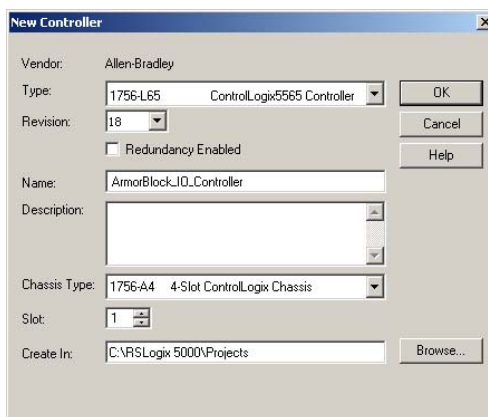 New Controller
Vendor: Allen-Bradley
Type: 1756-L65 ControlLogix5565 Controller OK
Revision: 18 Cancel
Redundancy Enabled Help
Name: ArmorBlock_IO_Controller
Description:
Chassis Type: 1756-A4 4-Slot ControlLogix Chassis
Slot: 1
Create In: C:\RSLogix 5000\Projects Browse...